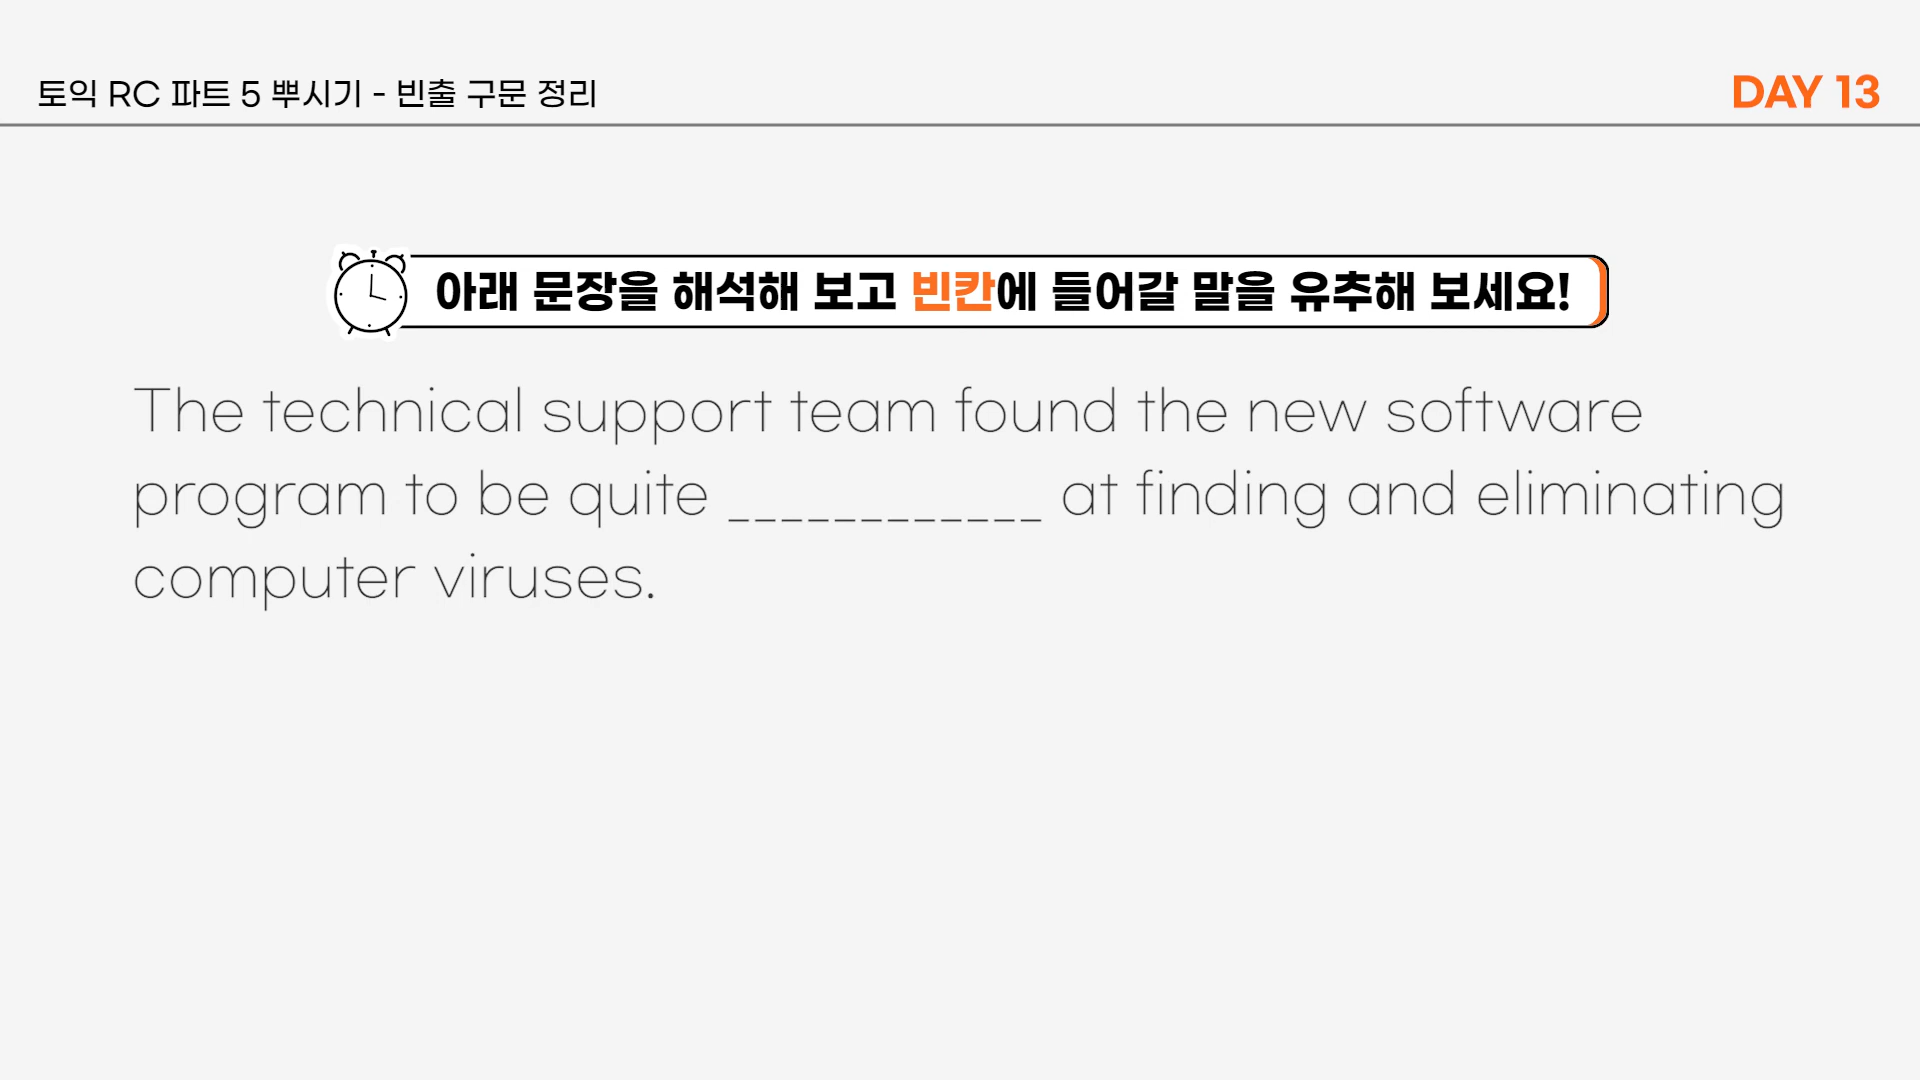 토익 RC 파트 5 뿌시기 - 빈출 구문 정리
DAY 13
아래 문장을 해석해 보고 빈칸에 들어갈 말을 유추해 보세요!
The technical support team found the new software
program to be quite ____________ at finding and eliminating
computer viruses.